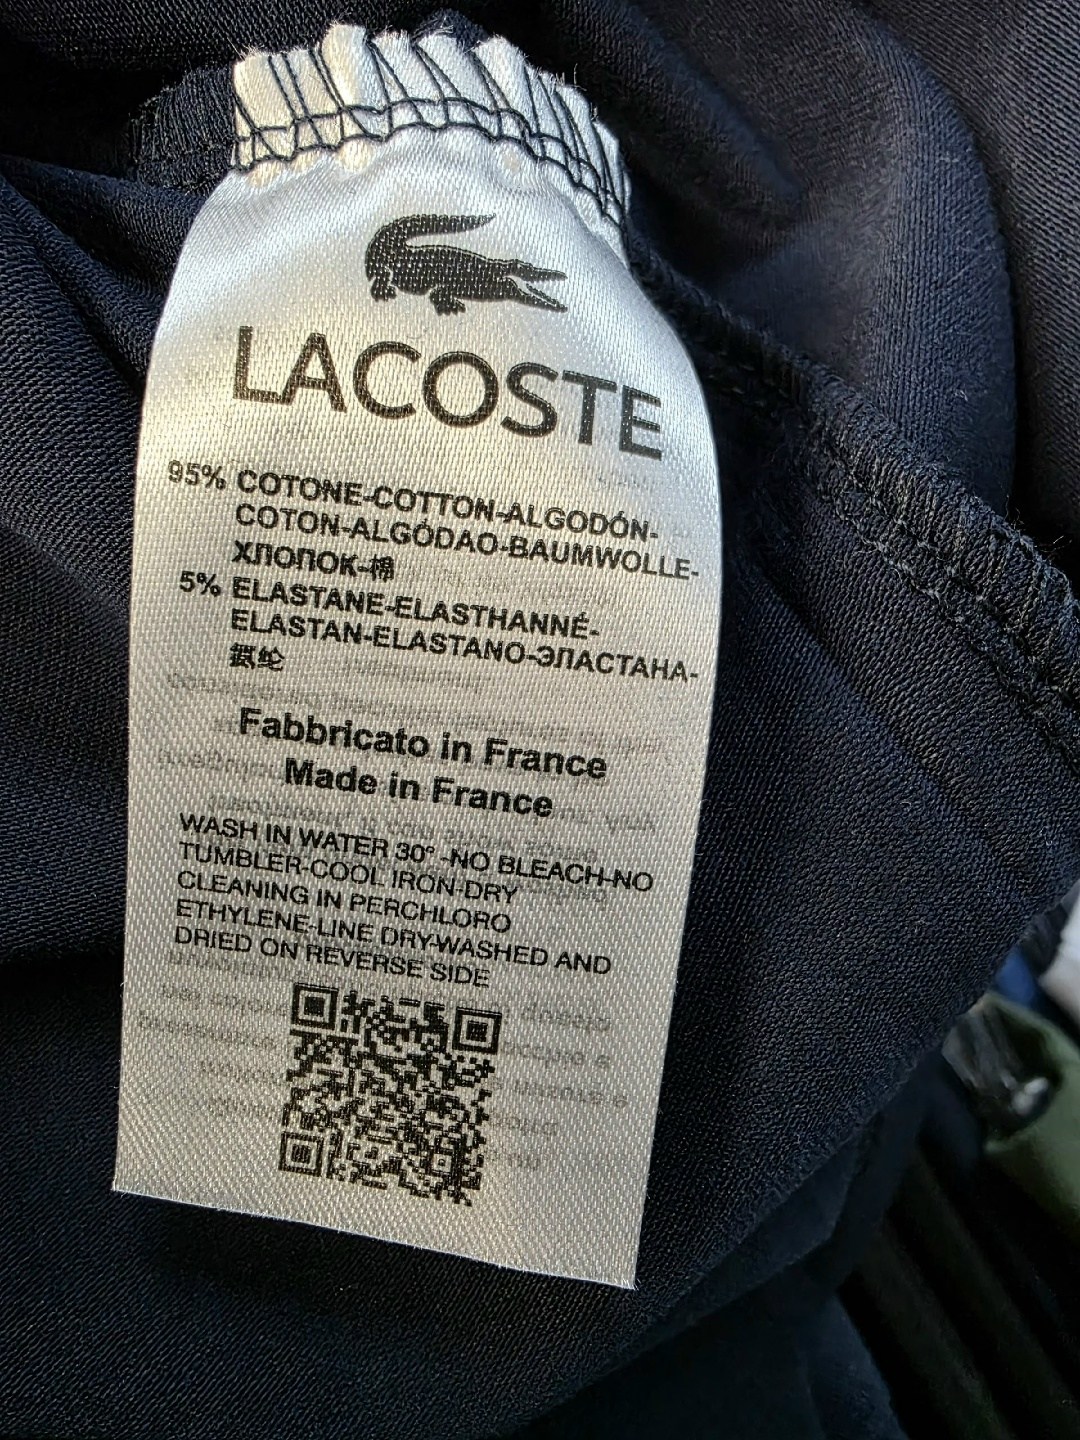 LACOSTE
95% COTONE-COTTON-ALGODÓN-
COTON-ALGÓDAO-BAUMWOLLE-
ХЛОПОК-棉
5% ELASTANE-ELASTHANNÉ-
ELASTAN-ELASTANO-ЭЛАСТАНА-
氨纶
Fabbricato in France
Made in France
WASH IN WATER 30° -NO BLEACH-NO
TUMBLER-COOL IRON-DRY
CLEANING IN PERCHLORO
ETHYLENE-LINE DRY-WASHED AND
DRIED ON REVERSE SIDE